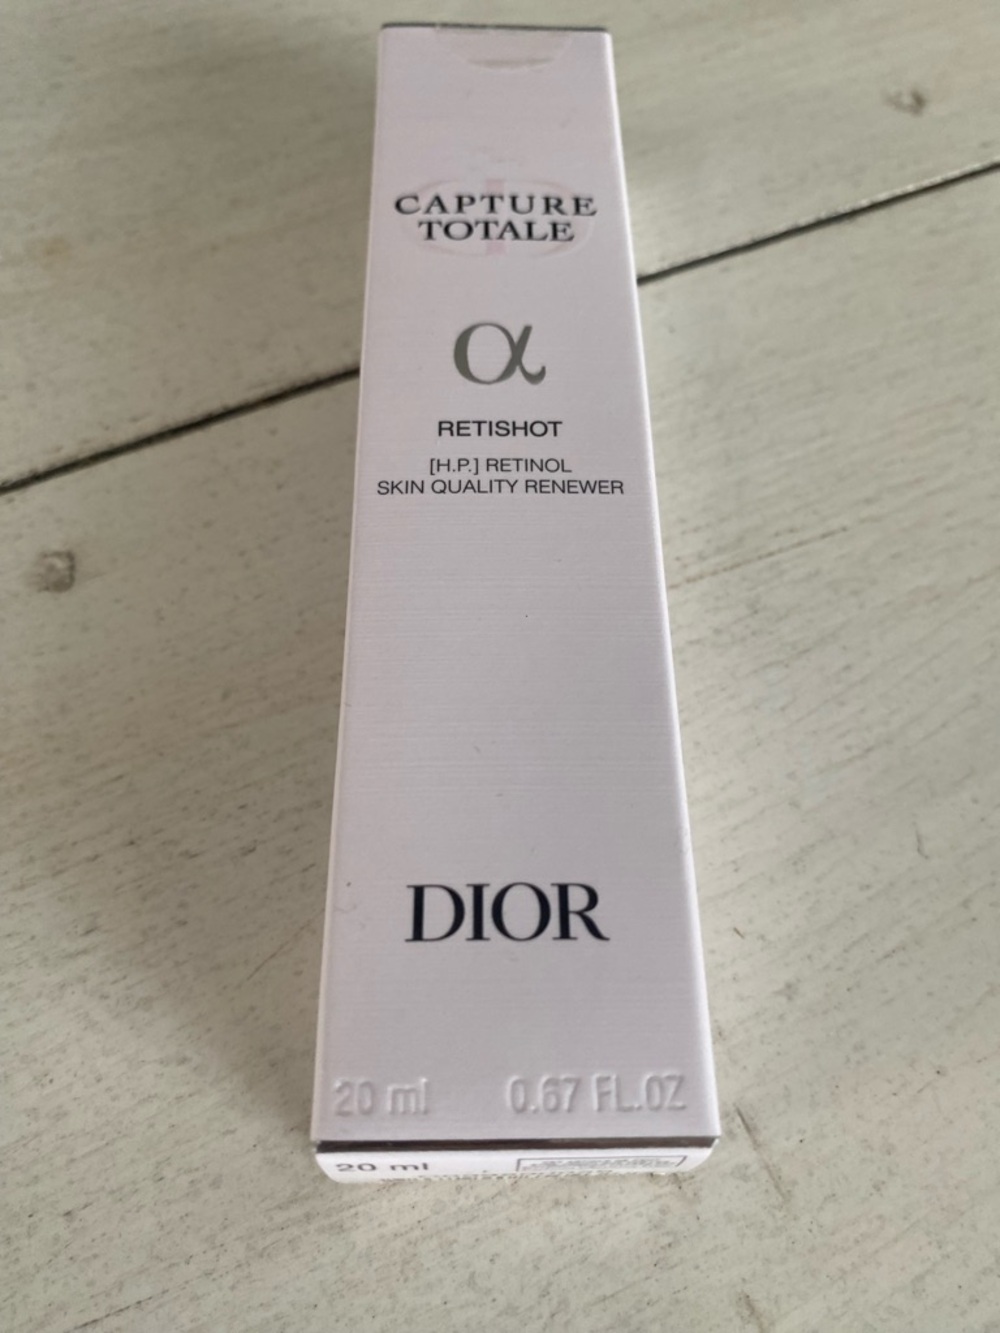 CAPTURE
TOTALE
α
RETISHOT
[H.P.] RETINOL
SKIN QUALITY RENEWER
DIOR
20 ml 0.67 FL.OZ
20 ml